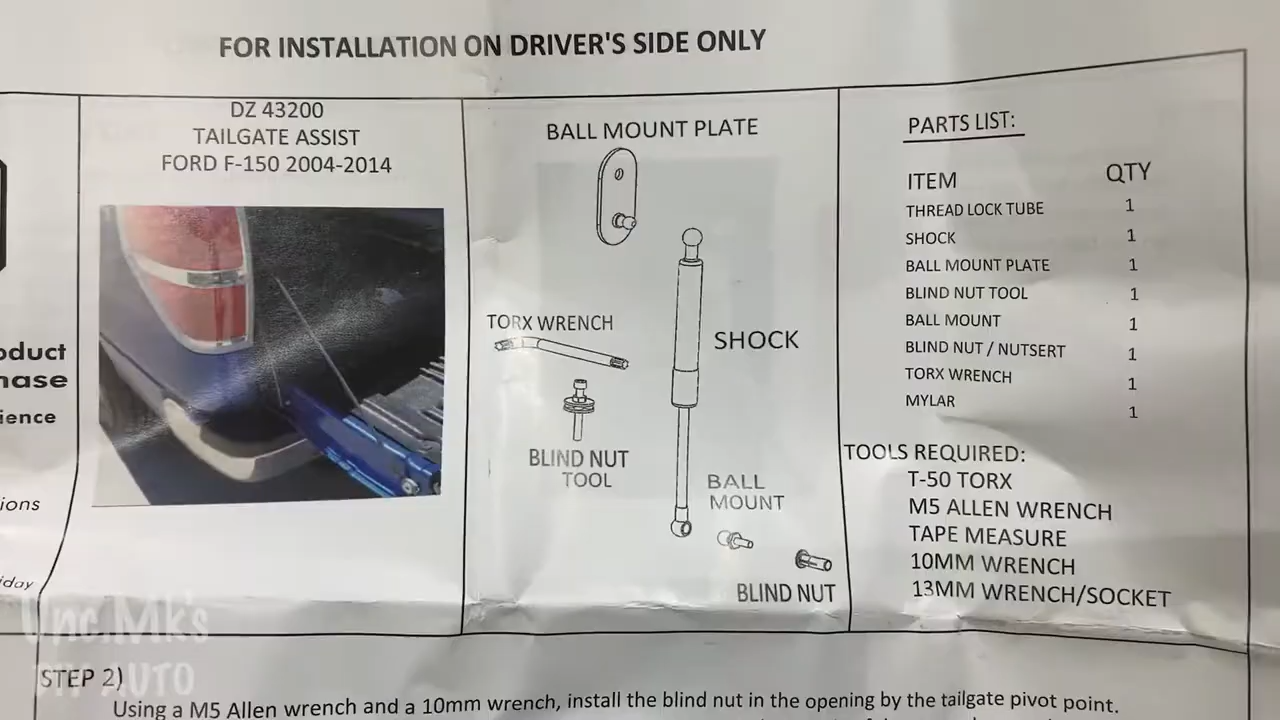 FOR INSTALLATION ON DRIVER'S SIDE ONLY
oduct
ience
ions
iday
DZ 43200
TAILGATE ASSIST
FORD F-150 2004-2014
BALL MOUNT PLATE
TORX WRENCH
SHOCK
BLIND NUT
TOOL
BALL
MOUNT
BLIND NUT
PARTS LIST:
ITEM QTY
THREAD LOCK TUBE 1
SHOCK 1
BALL MOUNT PLATE 1
BLIND NUT TOOL 1
BALL MOUNT 1
BLIND NUT / NUTSERT 1
TORX WRENCH 1
MYLAR 1
TOOLS REQUIRED:
T-50 TORX
M5 ALLEN WRENCH
TAPE MEASURE
10MM WRENCH
13MM WRENCH/SOCKET
Unc.Mk's
DIY AUTO
STEP 2)
Using a M5 Allen wrench and a 10mm wrench, install the blind nut in the opening by the tailgate pivot point.